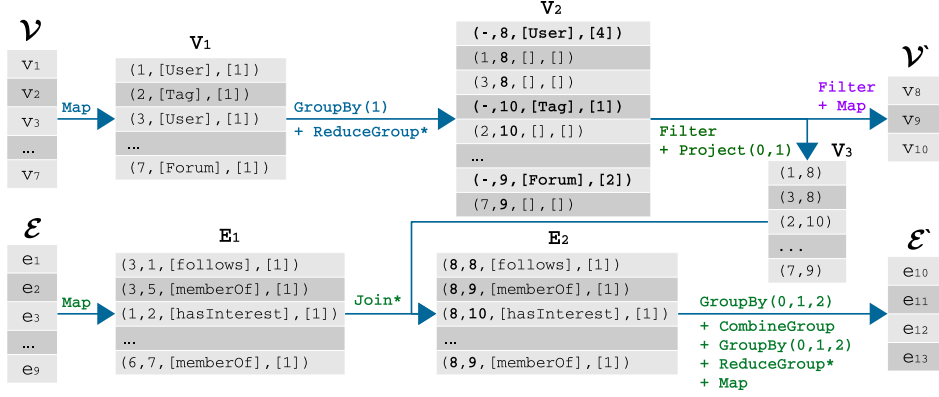 𝒱
v1
v2
v3
...
v7
Map
V1
(1,[User],[1])
(2,[Tag],[1])
(3,[User],[1])
...
(7,[Forum],[1])
GroupBy(1)
+ ReduceGroup*
V2
(-,8,[User],[4])
(1,8,[],[])
(3,8,[],[])
(-,10,[Tag],[1])
(2,10,[],[])
...
(-,9,[Forum],[2])
(7,9,[],[])
Filter
+ Project(0,1)
Filter
+ Map
𝒱`
v8
v9
v10
V3
(1,8)
(3,8)
(2,10)
...
(7,9)
ℰ
e1
e2
e3
...
e9
Map
E1
(3,1,[follows],[1])
(3,5,[memberOf],[1])
(1,2,[hasInterest],[1])
...
(6,7,[memberOf],[1])
Join*
E2
(8,8,[follows],[1])
(8,9,[memberOf],[1])
(8,10,[hasInterest],[1])
...
(8,9,[memberOf],[1])
GroupBy(0,1,2)
+ CombineGroup
+ GroupBy(0,1,2)
+ ReduceGroup*
+ Map
ℰ`
e10
e11
e12
e13